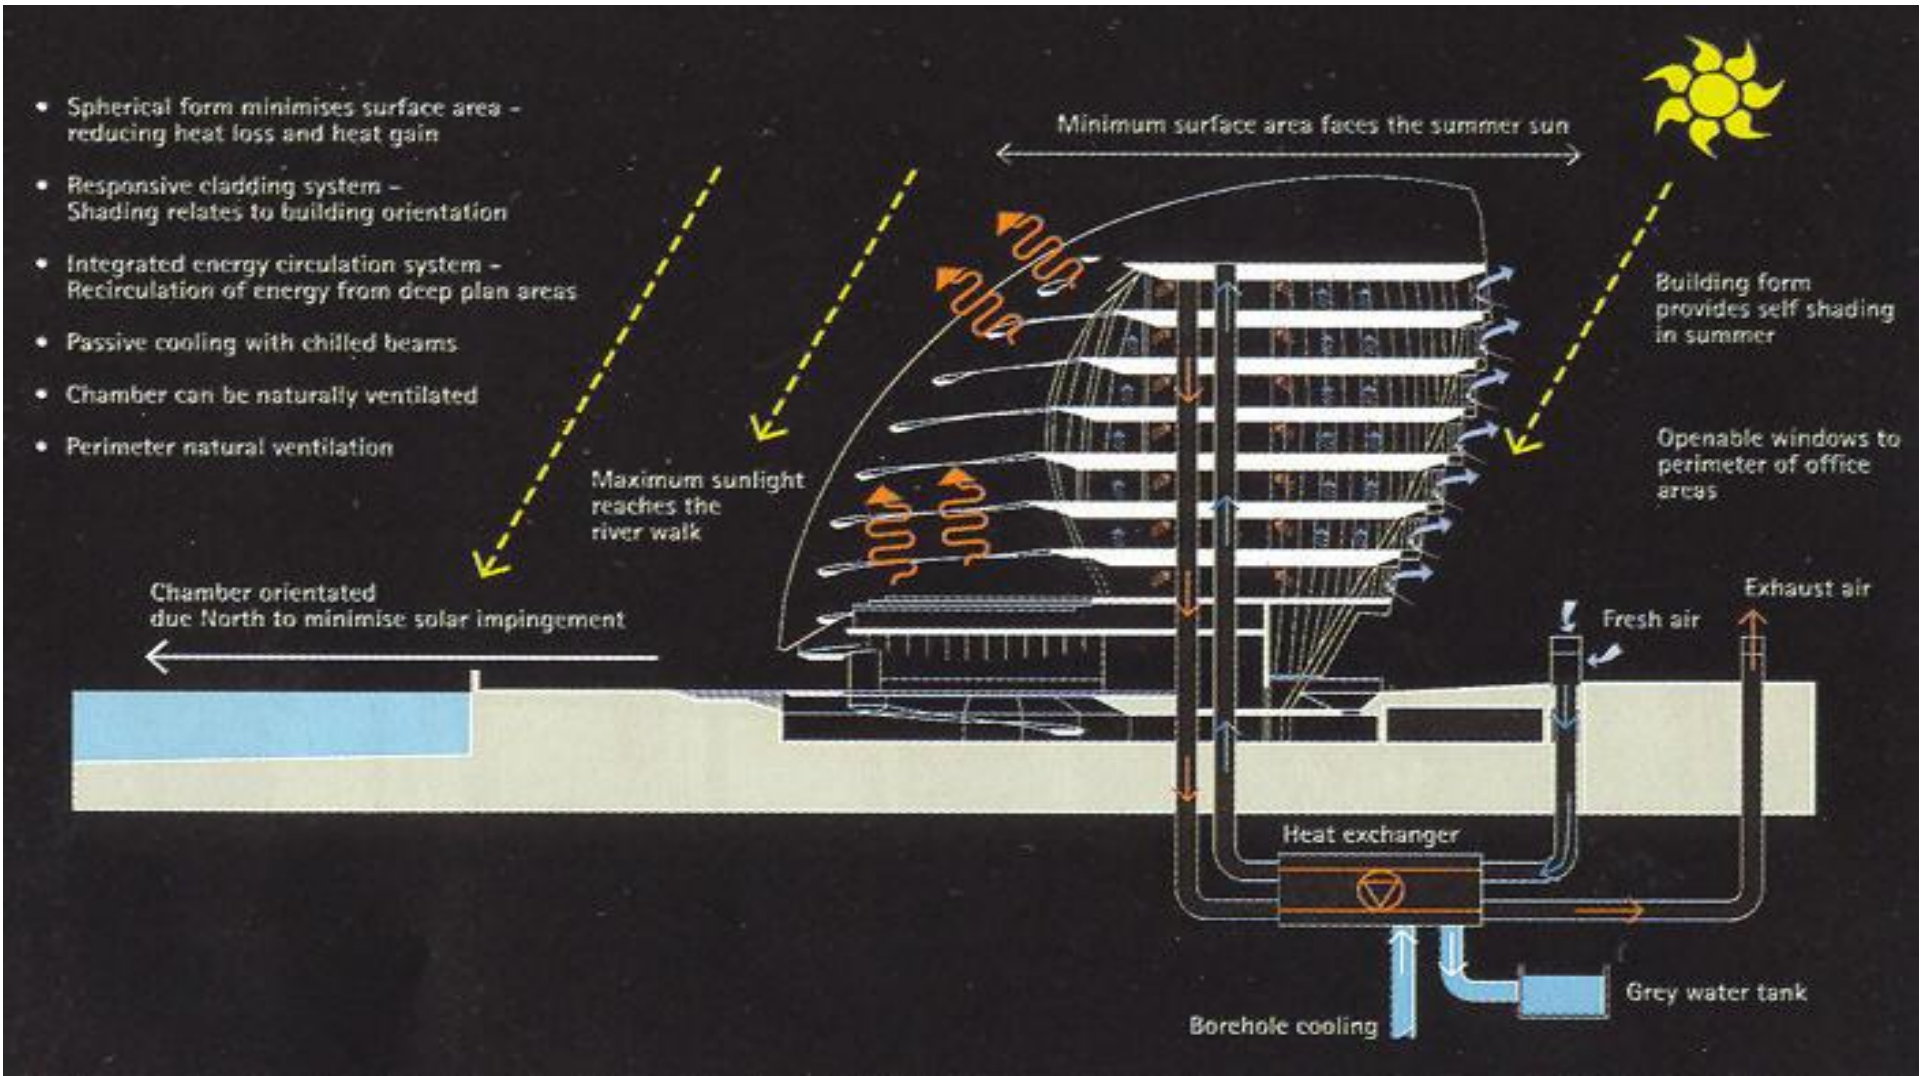 • Spherical form minimises surface area –
reducing heat loss and heat gain
• Responsive cladding system –
Shading relates to building orientation
• Integrated energy circulation system –
Recirculation of energy from deep plan areas
• Passive cooling with chilled beams
• Chamber can be naturally ventilated
• Perimeter natural ventilation
Minimum surface area faces the summer sun
Building form
provides self shading
in summer
Openable windows to
perimeter of office
areas
Maximum sunlight
reaches the
river walk
Chamber orientated
due North to minimise solar impingement
Exhaust air
Fresh air
Heat exchanger
Grey water tank
Borehole cooling